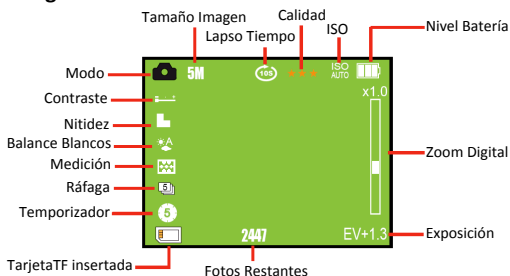 Tamaño Imagen
Calidad
Lapso Tiempo
ISO
Nivel Batería
Modo
5M
10S
ISO
AUTO
x1.0
Contraste
Nitidez
Balance Blancos
A
Medición
Zoom Digital
Ráfaga
5
Temporizador
5
2447
EV+1.3
Exposición
TarjetaTF insertada
Fotos Restantes